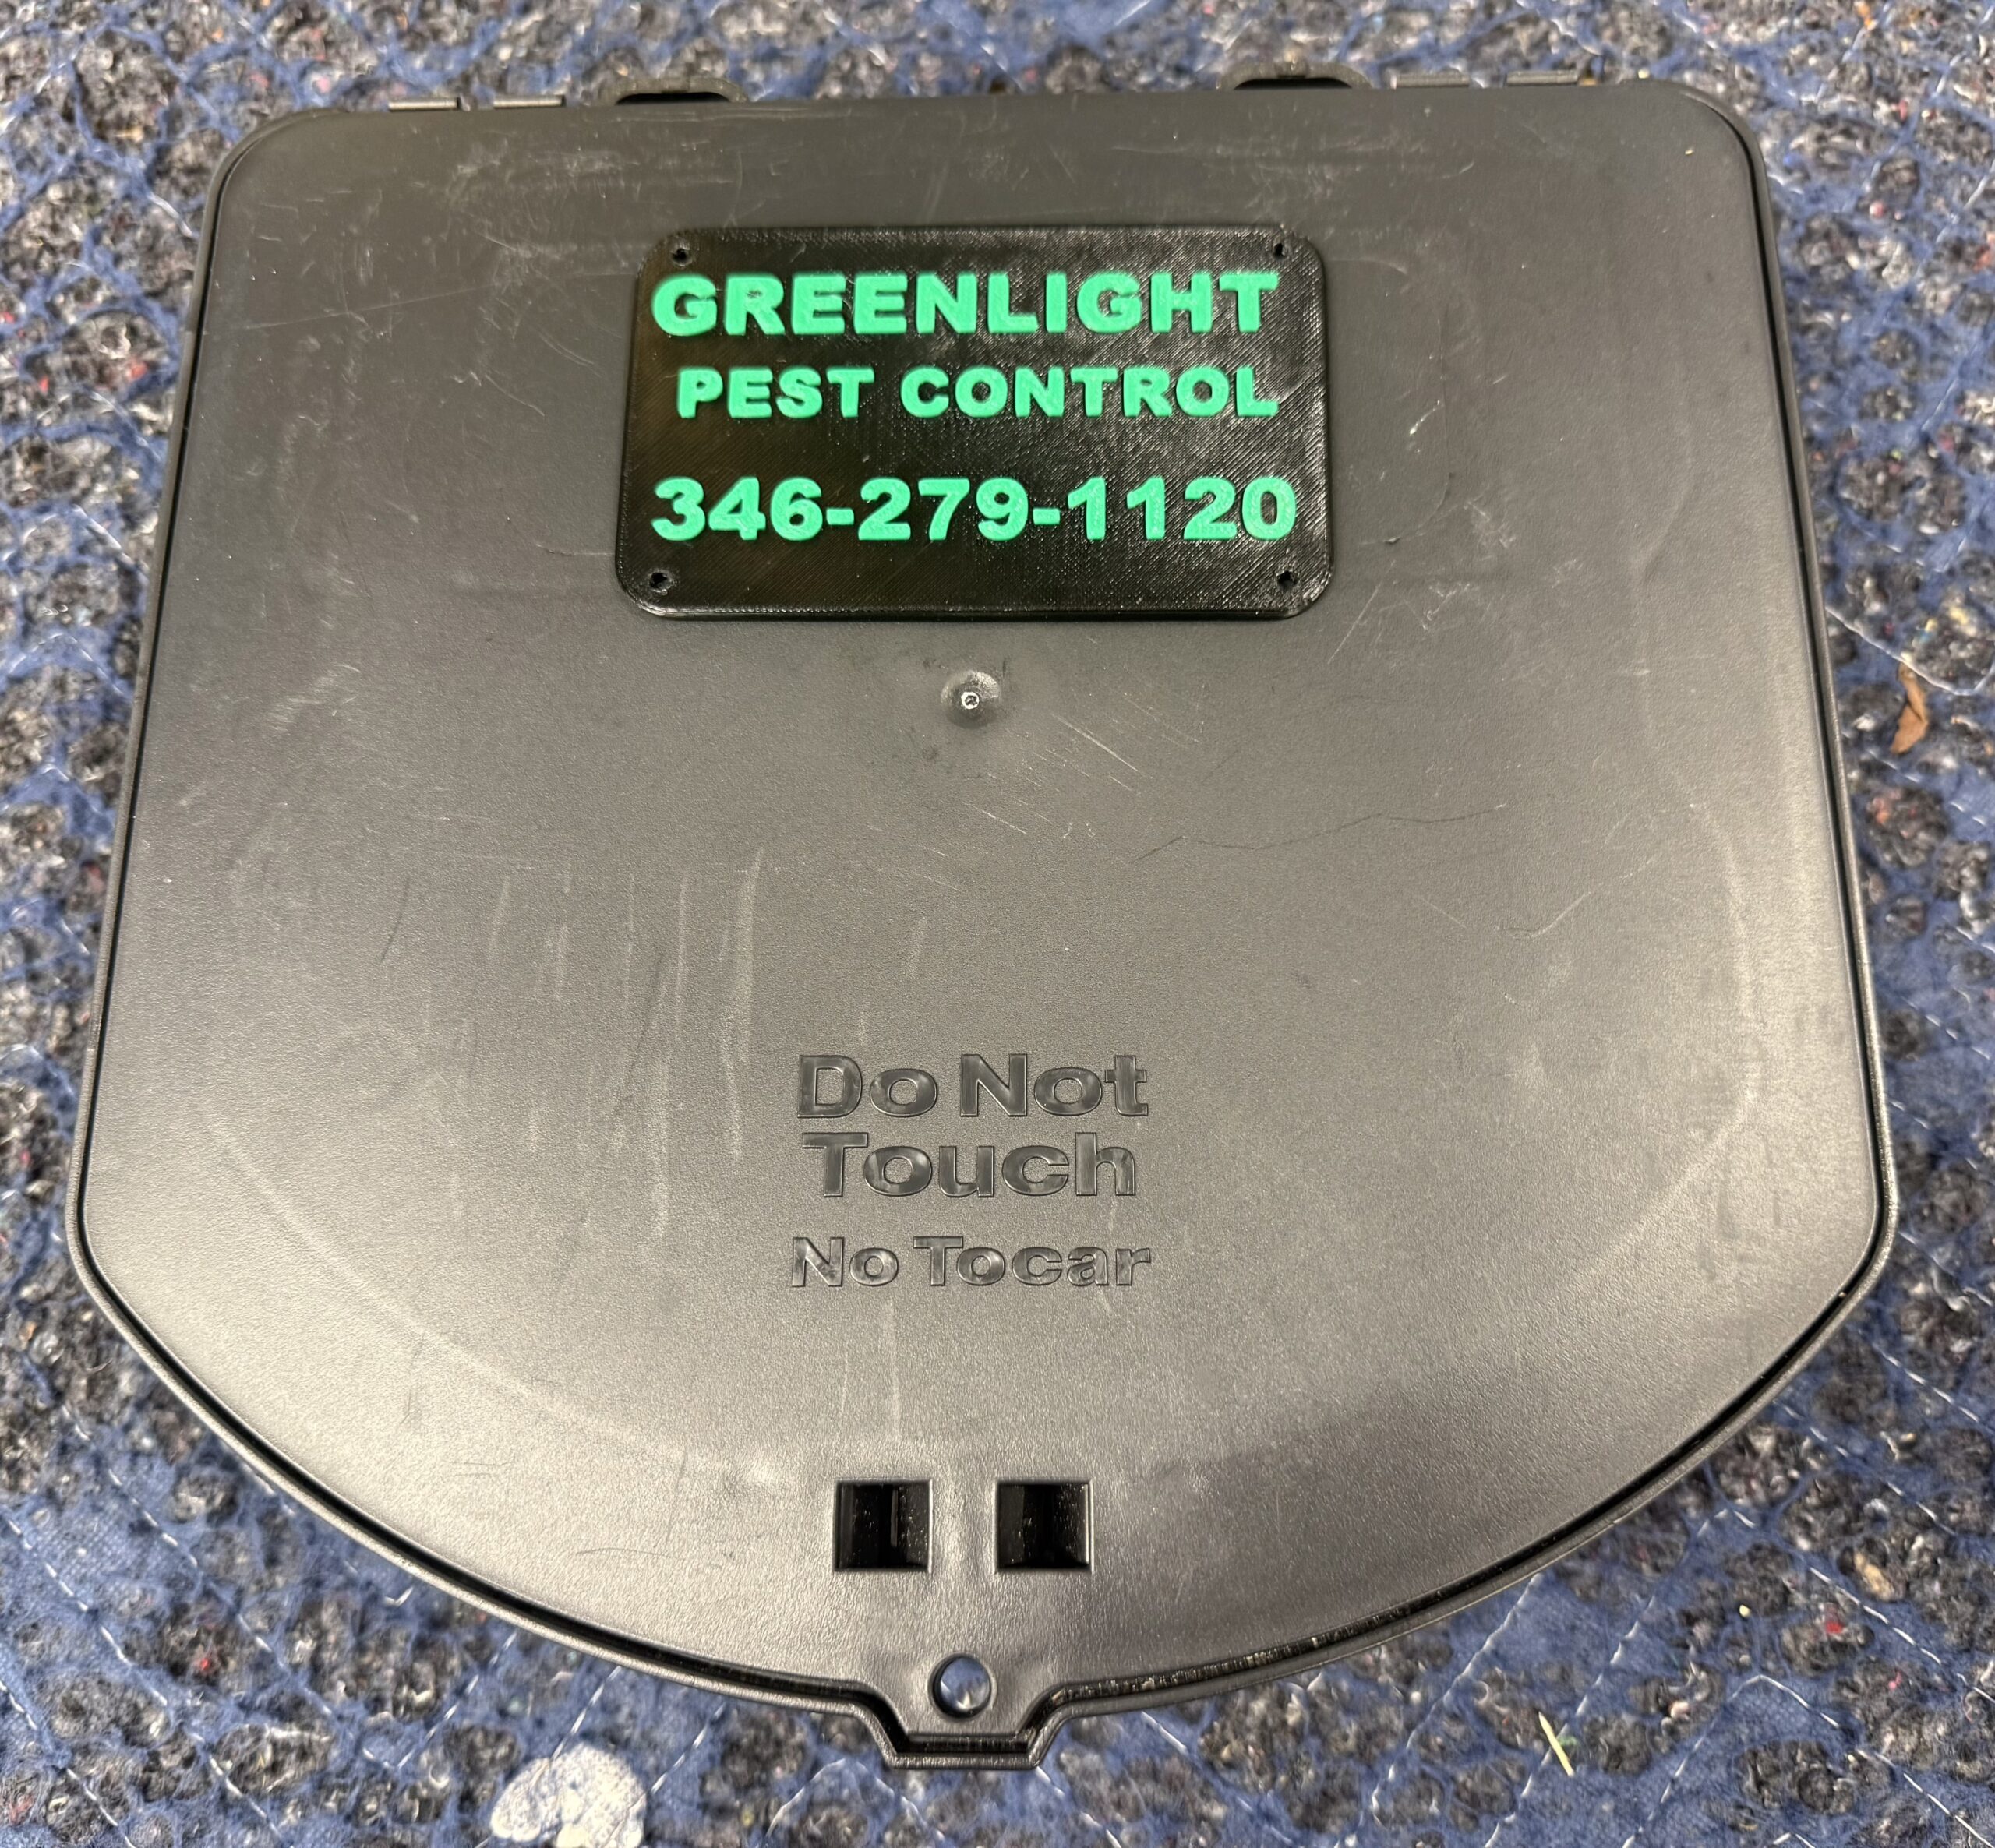 GREENLIGHT
PEST CONTROL
346-279-1120
Do Not
Touch
No Tocar